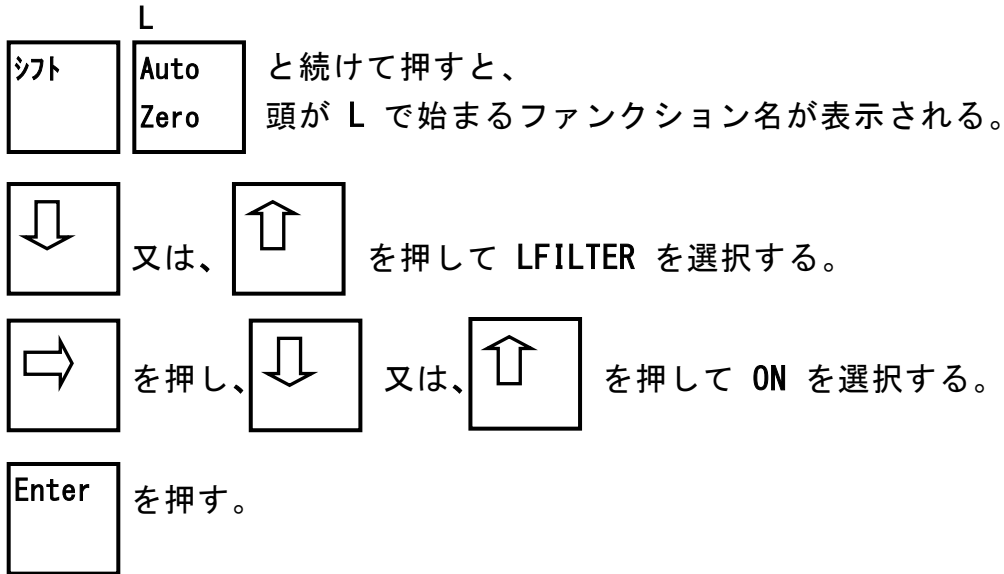 L
シフト Auto Zero と続けて押すと、
頭が L で始まるファンクション名が表示される。
⇩ 又は、 ⇧ を押して LFILTER を選択する。
⇨ を押し、 ⇩ 又は、 ⇧ を押して ON を選択する。
Enter を押す。